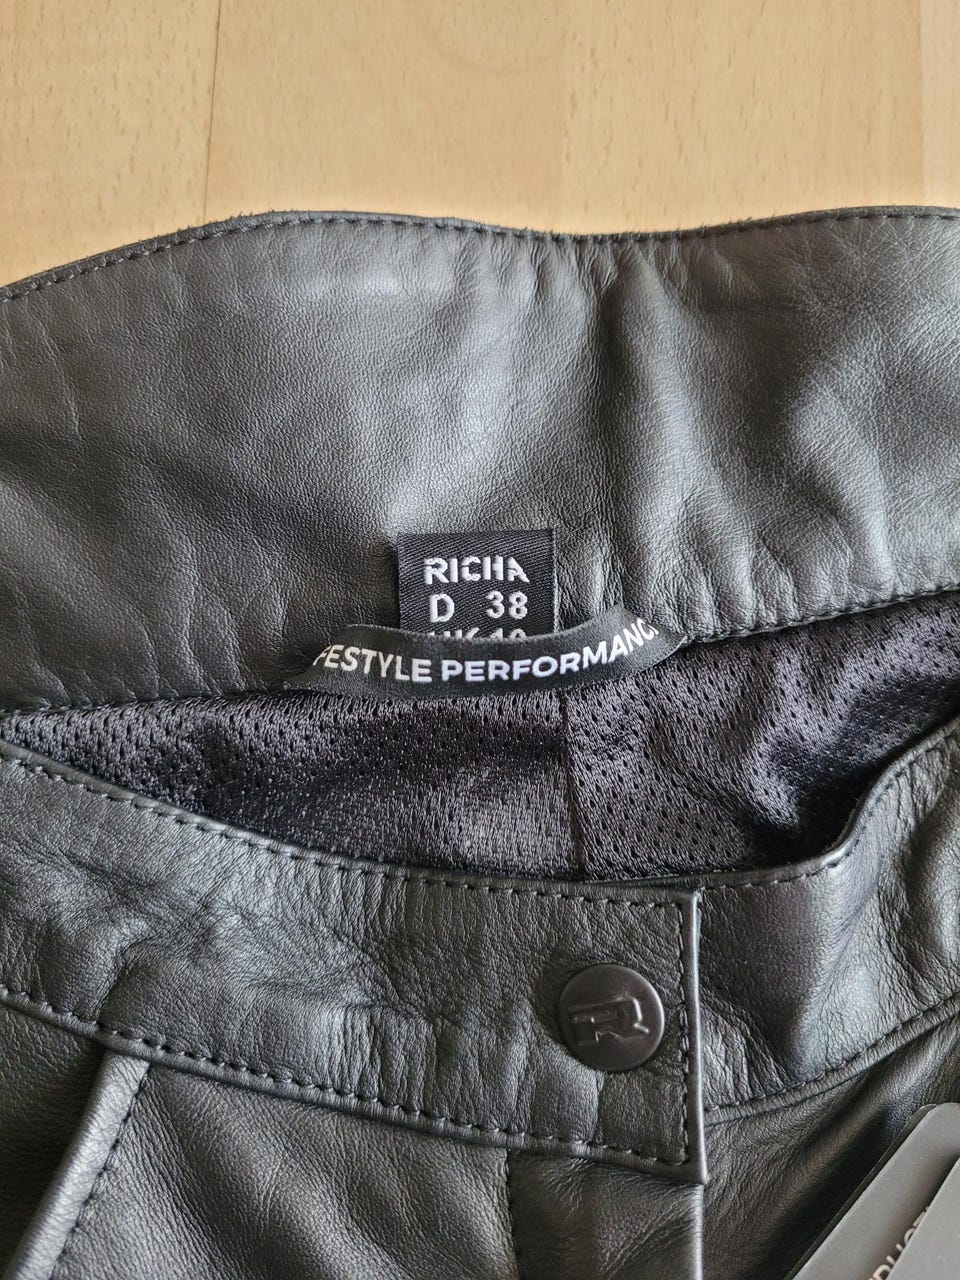 RICHA
D 38
FESTYLE PERFORMANC